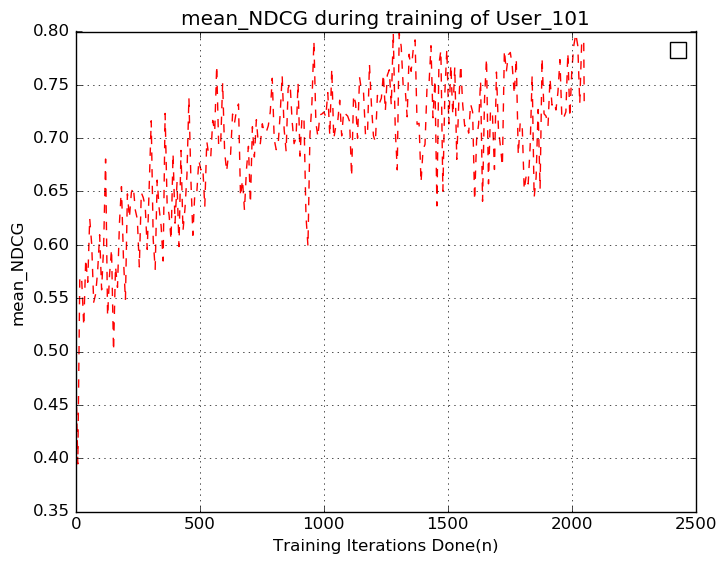 mean_NDCG during training of User_101
0.80
0.75
0.70
0.65
0.60
0.55
0.50
0.45
0.40
0.35
mean_NDCG
0 500 1000 1500 2000 2500
Training Iterations Done(n)